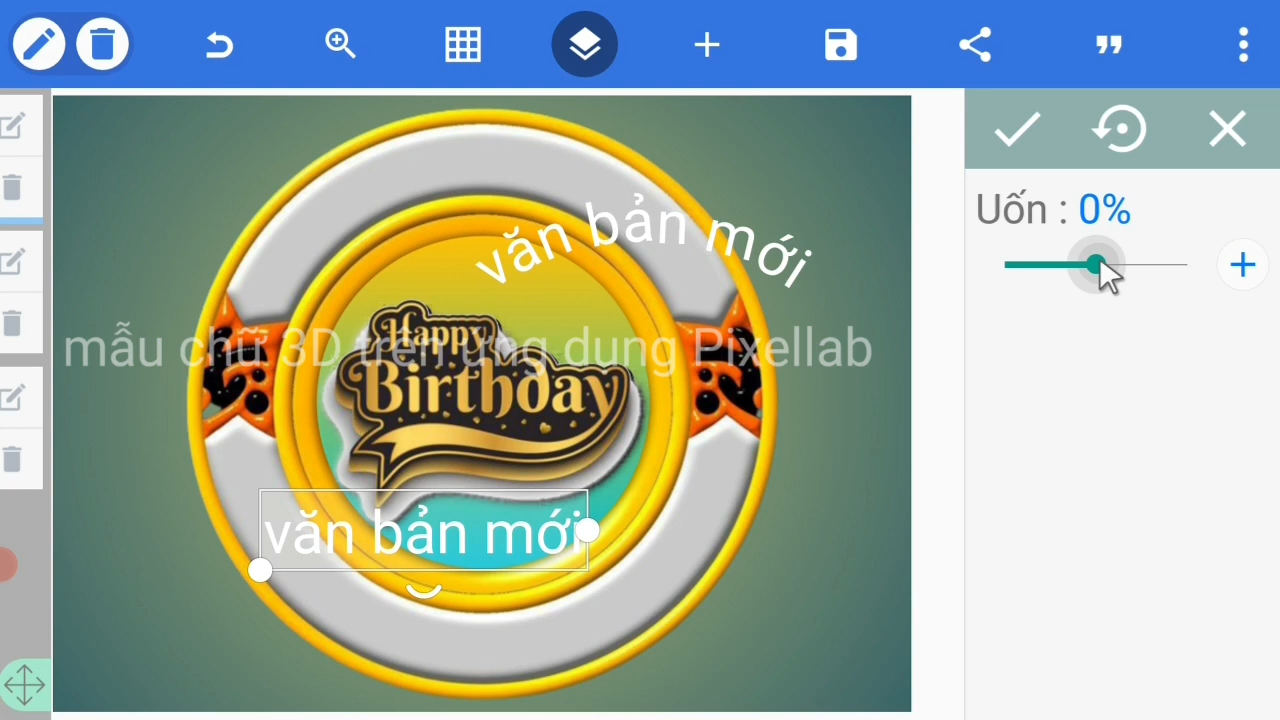 Uốn : 0%
văn bản mới
mẫu chữ 3D trên ứng dụng Pixellab
Happy
Birthday
văn bản mới